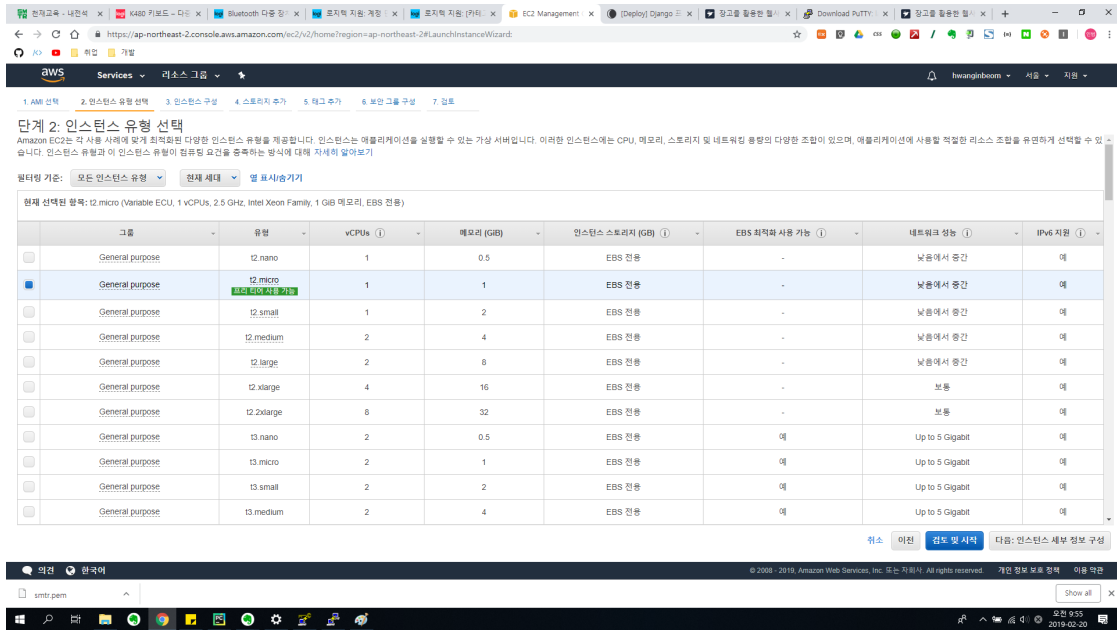 현재교육 - 내전석
K480 키보드 – 다중
Bluetooth 다중 장치
로지텍 지원: 계정
로지텍 지원: [카테
EC2 Management
[Deploy] Django 프
장고를 활용한 웹사
Download PuTTY:
장고를 활용한 웹사
https://ap-northeast-2.console.aws.amazon.com/ec2/v2/home?region=ap-northeast-2#LaunchInstanceWizard:
취업 개발
aws Services 리소스 그룹 hwanginbeom 서울 지원
1. AMI 선택 2. 인스턴스 유형 선택 3. 인스턴스 구성 4. 스토리지 추가 5. 태그 추가 6. 보안 그룹 구성 7. 검토
단계 2: 인스턴스 유형 선택
Amazon EC2는 각 사용 사례에 맞게 최적화된 다양한 인스턴스 유형을 제공합니다. 인스턴스는 애플리케이션을 실행할 수 있는 가상 서버입니다. 이러한 인스턴스에는 CPU, 메모리, 스토리지 및 네트워킹 용량의 다양한 조합이 있으며, 애플리케이션에 사용할 적절한 리소스 조합을 유연하게 선택할 수 있
습니다. 인스턴스 유형과 이 인스턴스 유형이 컴퓨팅 요건을 충족하는 방식에 대해 자세히 알아보기
필터링 기준: 모든 인스턴스 유형 현재 세대 열 표시/숨기기
현재 선택된 항목: t2.micro (Variable ECU, 1 vCPUs, 2.5 GHz, Intel Xeon Family, 1 GiB 메모리, EBS 전용)
그룹 유형 vCPUs 메모리 (GiB) 인스턴스 스토리지 (GB) EBS 최적화 사용 가능 네트워크 성능 IPv6 지원
General purpose t2.nano 1 0.5 EBS 전용 - 낮음에서 중간 예
General purpose t2.micro 1 1 EBS 전용 - 낮음에서 중간 예
프리 티어 사용 가능
General purpose t2.small 1 2 EBS 전용 - 낮음에서 중간 예
General purpose t2.medium 2 4 EBS 전용 - 낮음에서 중간 예
General purpose t2.large 2 8 EBS 전용 - 낮음에서 중간 예
General purpose t2.xlarge 4 16 EBS 전용 - 보통 예
General purpose t2.2xlarge 8 32 EBS 전용 - 보통 예
General purpose t3.nano 2 0.5 EBS 전용 예 Up to 5 Gigabit 예
General purpose t3.micro 2 1 EBS 전용 예 Up to 5 Gigabit 예
General purpose t3.small 2 2 EBS 전용 예 Up to 5 Gigabit 예
General purpose t3.medium 2 4 EBS 전용 예 Up to 5 Gigabit 예
취소 이전 검토 및 시작 다음: 인스턴스 세부 정보 구성
의견 한국어 © 2008 - 2019, Amazon Web Services, Inc. 또는 자회사. All rights reserved. 개인 정보 보호 정책 이용 약관
smtr.pem Show all
오전 9:55
2019-02-20